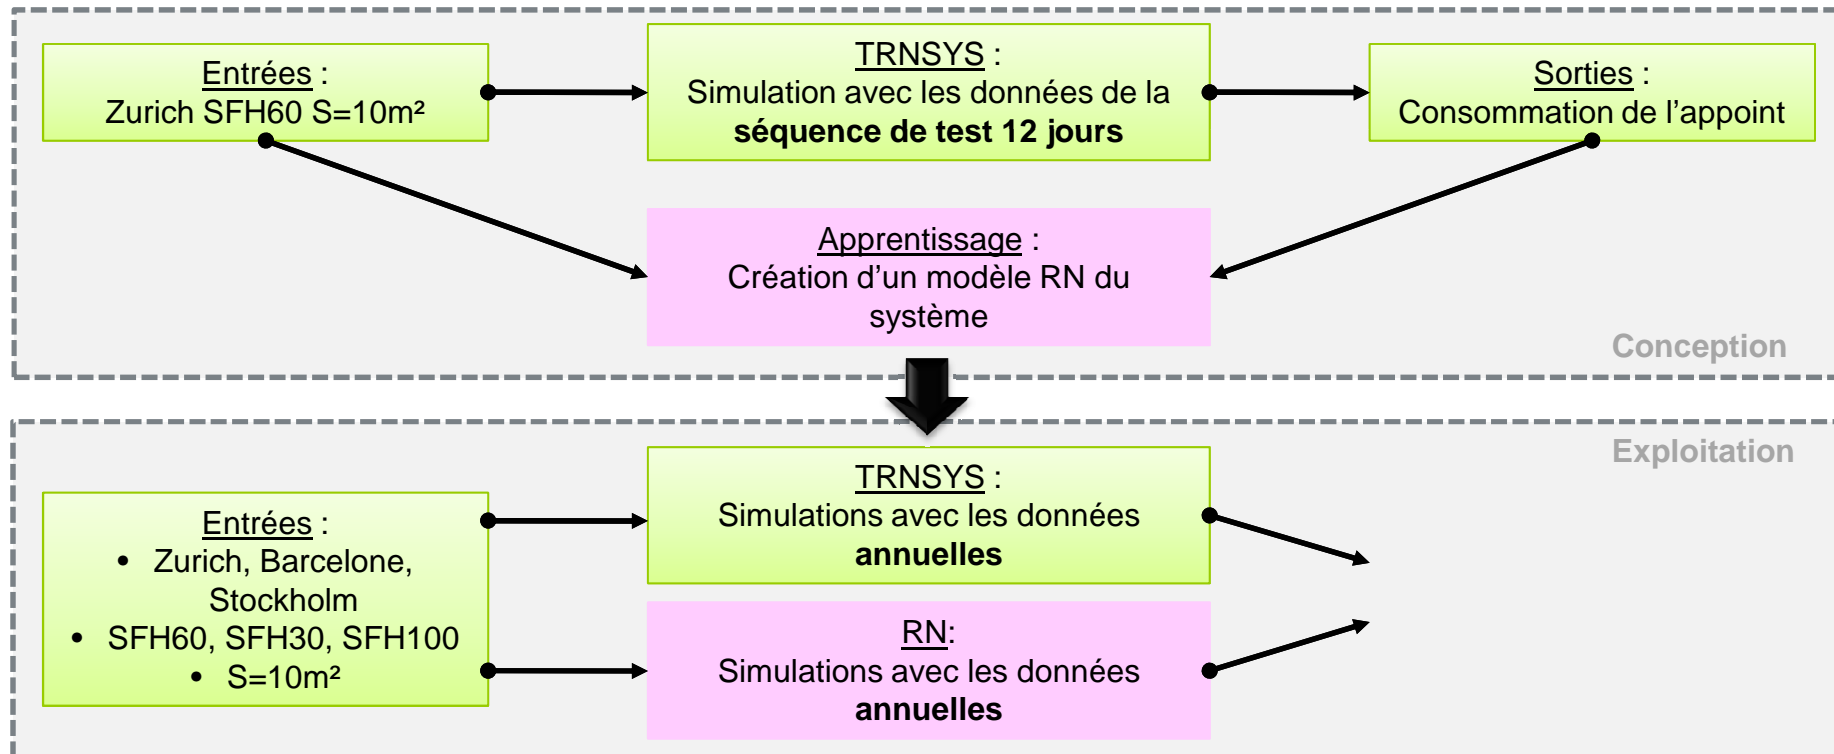 Entrées :
Zurich SFH60 S=10m²
TRNSYS :
Simulation avec les données de la
séquence de test 12 jours
Sorties :
Consommation de l’appoint
Apprentissage :
Création d’un modèle RN du
système
Conception
Exploitation
Entrées :
• Zurich, Barcelone,
Stockholm
• SFH60, SFH30, SFH100
• S=10m²
TRNSYS :
Simulations avec les données
annuelles
RN:
Simulations avec les données
annuelles